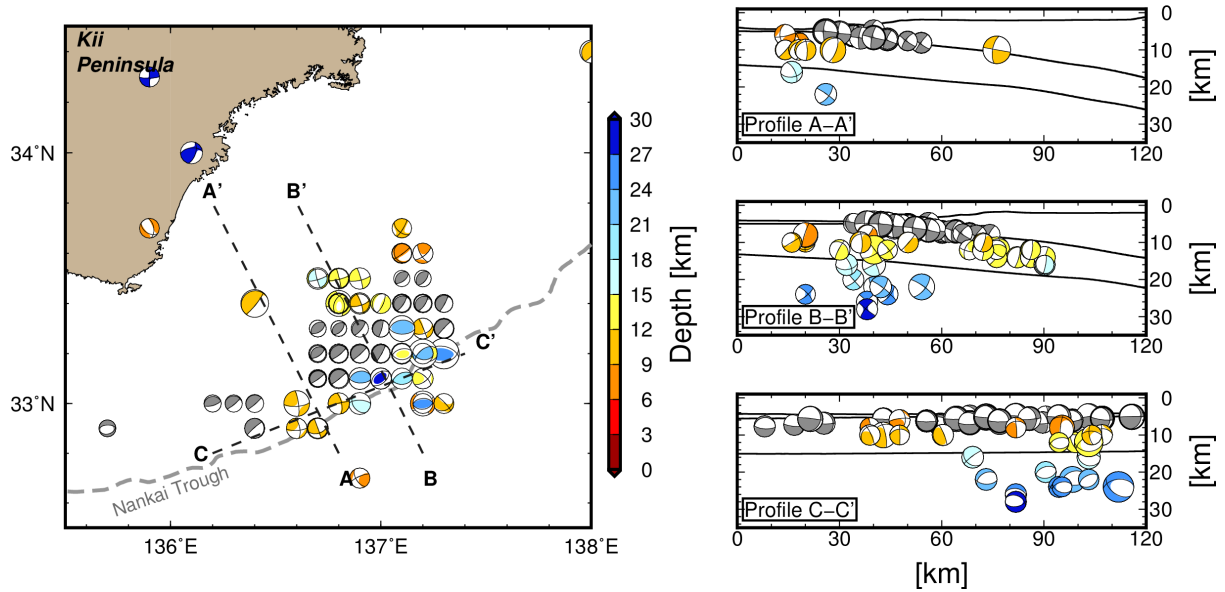 Kii
Peninsula
34°N
33°N
136°E
137°E
138°E
A'
B'
C'
A
B
C
Nankai Trough
30
27
24
21
18
15
12
9
6
3
0
Depth [km]
0
10
20
30
[km]
Profile A–A'
0 30 60 90 120
0
10
20
30
[km]
Profile B–B'
0 30 60 90 120
0
10
20
30
[km]
Profile C–C'
0 30 60 90 120
[km]